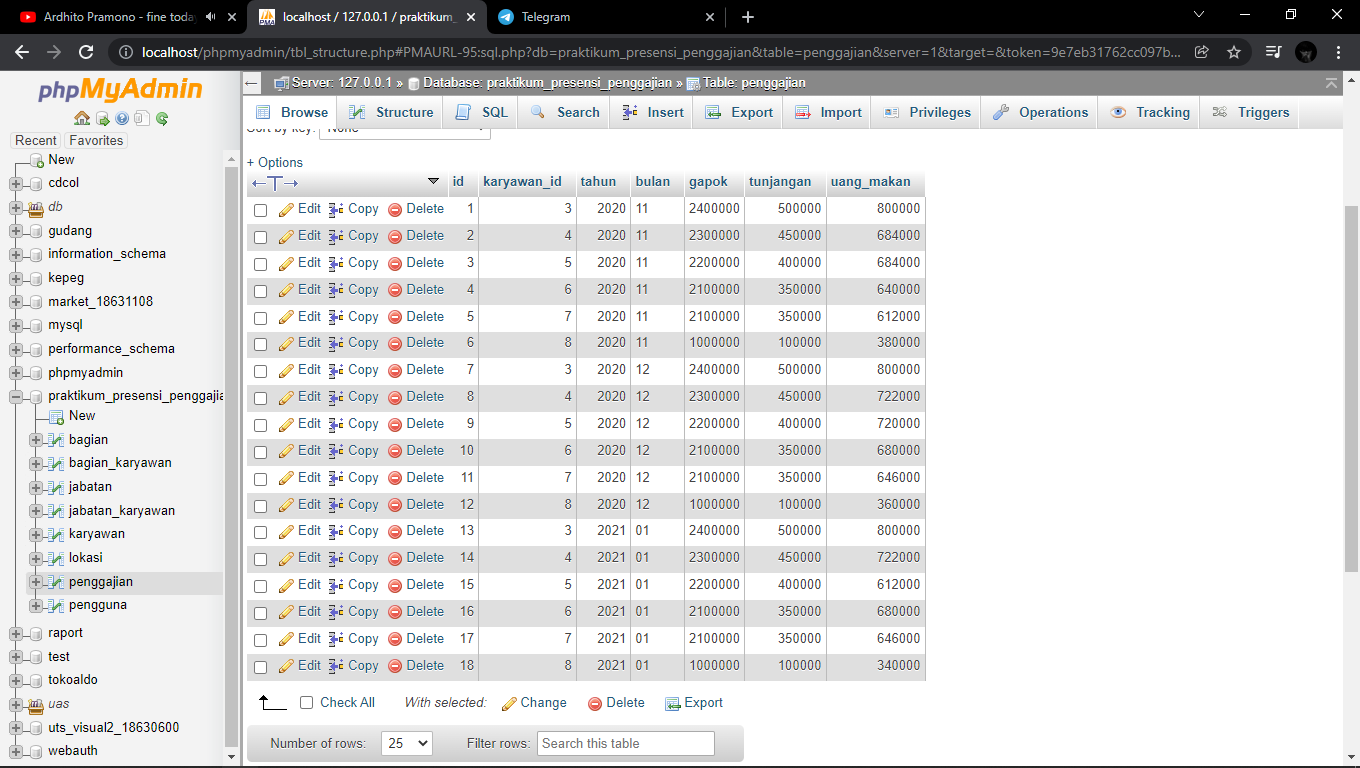 Ardhito Pramono - fine toda
localhost / 127.0.0.1 / praktikum_
Telegram
localhost/phpmyadmin/tbl_structure.php#PMAURL-95:sql.php?db=praktikum_presensi_penggajian&table=penggajian&server=1&target=&token=9e7eb31762cc097b...
phpMyAdmin
Recent Favorites
New
cdcol
db
gudang
information_schema
kepeg
market_18631108
mysql
performance_schema
phpmyadmin
praktikum_presensi_penggajia
New
bagian
bagian_karyawan
jabatan
jabatan_karyawan
karyawan
lokasi
penggajian
pengguna
raport
test
tokoaldo
uas
uts_visual2_18630600
webauth
Server: 127.0.0.1 » Database: praktikum_presensi_penggajian » Table: penggajian
Browse Structure SQL Search Insert Export Import Privileges Operations Tracking Triggers
Sort by key: None
+ Options
←T→ id karyawan_id tahun bulan gapok tunjangan uang_makan
Edit Copy Delete 1 3 2020 11 2400000 500000 800000
Edit Copy Delete 2 4 2020 11 2300000 450000 684000
Edit Copy Delete 3 5 2020 11 2200000 400000 684000
Edit Copy Delete 4 6 2020 11 2100000 350000 640000
Edit Copy Delete 5 7 2020 11 2100000 350000 612000
Edit Copy Delete 6 8 2020 11 1000000 100000 380000
Edit Copy Delete 7 3 2020 12 2400000 500000 800000
Edit Copy Delete 8 4 2020 12 2300000 450000 722000
Edit Copy Delete 9 5 2020 12 2200000 400000 720000
Edit Copy Delete 10 6 2020 12 2100000 350000 680000
Edit Copy Delete 11 7 2020 12 2100000 350000 646000
Edit Copy Delete 12 8 2020 12 1000000 100000 360000
Edit Copy Delete 13 3 2021 01 2400000 500000 800000
Edit Copy Delete 14 4 2021 01 2300000 450000 722000
Edit Copy Delete 15 5 2021 01 2200000 400000 612000
Edit Copy Delete 16 6 2021 01 2100000 350000 680000
Edit Copy Delete 17 7 2021 01 2100000 350000 646000
Edit Copy Delete 18 8 2021 01 1000000 100000 340000
Check All With selected: Change Delete Export
Number of rows: 25 Filter rows: Search this table